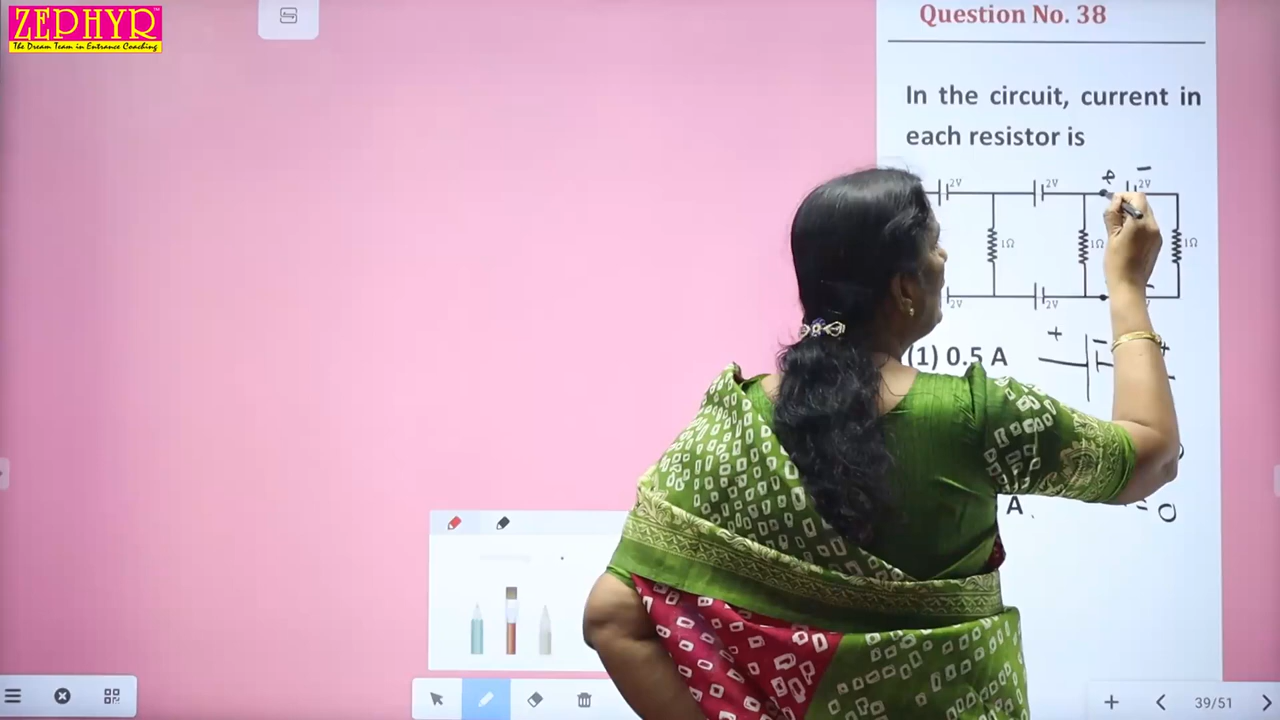 ZEPHYR
The Dream Team in Entrance Coaching
Question No. 38
In the circuit, current in
each resistor is
+ -
2V 2V 2V
1Ω 1Ω 1Ω
2V 2V
+ - +
(1) 0.5 A
A
= 0
39/51